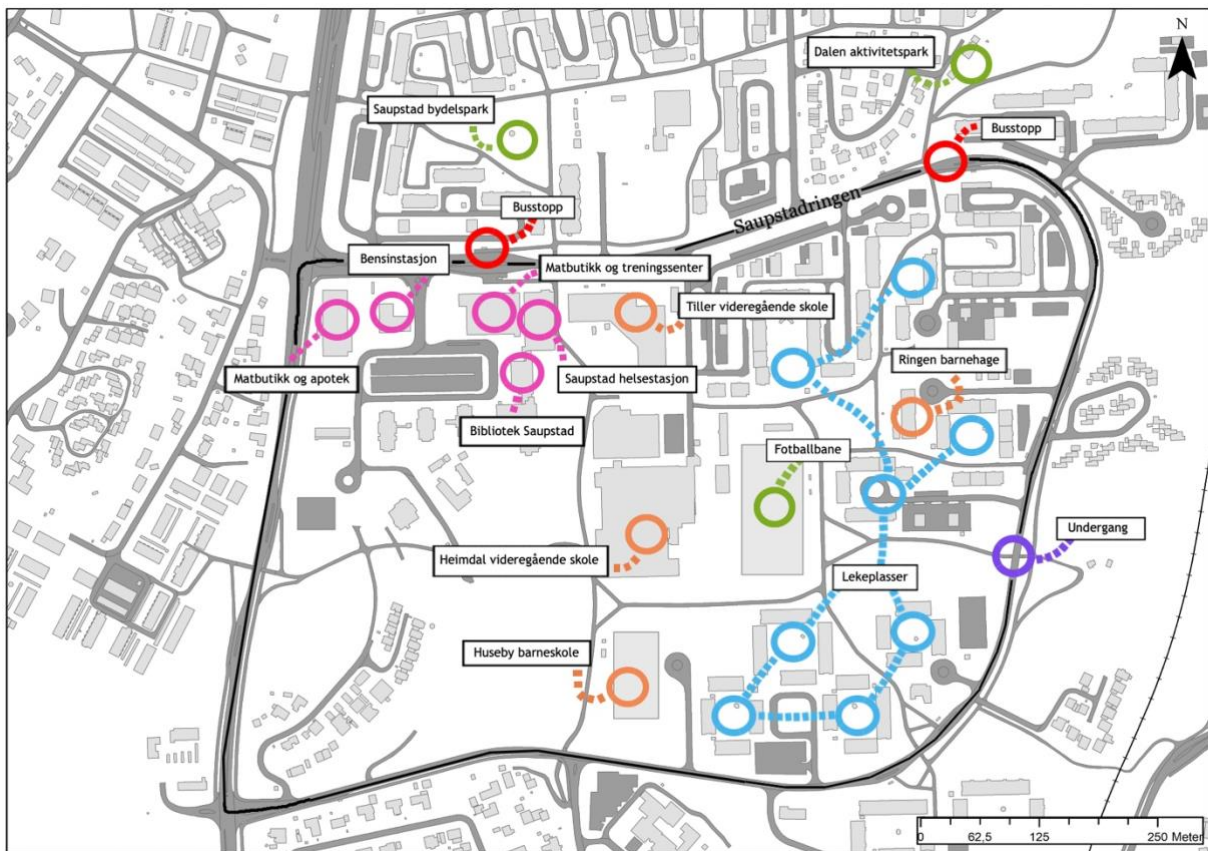 N
Dalen aktivitetspark
Saupstad bydelspark
Busstopp
Busstopp
Saupstadringen
Bensinstasjon
Matbutikk og treningssenter
Tiller videregående skole
Ringen barnehage
Matbutikk og apotek
Saupstad helsestasjon
Bibliotek Saupstad
Fotballbane
Undergang
Heimdal videregående skole
Lekeplasser
Huseby barneskole
0 62,5 125 250 Meter